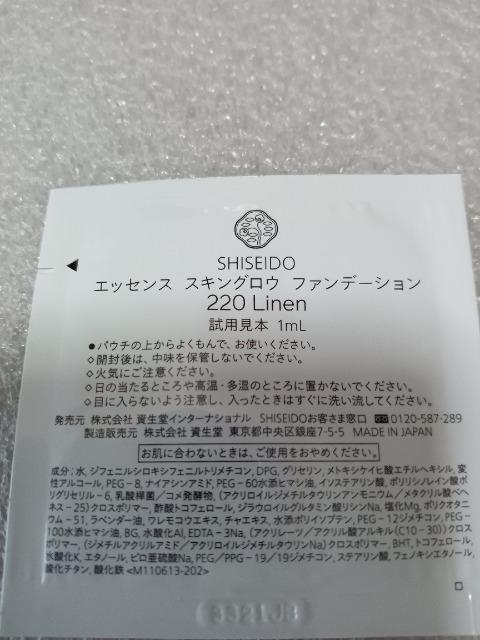 SHISEIDO
エッセンス スキングロウ ファンデーション
220 Linen
試用見本 1mL
●パウチの上からよくもんで、お使いください。
◇開封後は、中味を保管しないでください。
◇火気にご注意ください。
◇日の当たるところや高温・多湿のところに置かないでください。
◇目に入らないよう注意し、入ったときはすぐに洗い流してください。
発売元 株式会社 資生堂インターナショナル SHISEIDOお客さま窓口 0120-587-289
製造販売元 株式会社 資生堂 東京都中央区銀座7-5-5 MADE IN JAPAN
お肌に合わないときは、ご使用をおやめください。
成分；水, ジフェニルシロキシフェニルトリメチコン, DPG, グリセリン, メトキシケイヒ酸エチルヘキシル, 変
性アルコール, PEG－8, ナイアシンアミド, PEG－60水添ヒマシ油, イソステアリン酸, ポリリシノレイン酸ポ
リグリセリル－6, 乳酸桿菌／コメ発酵物, (アクリロイルジメチルタウリンアンモニウム／メタクリル酸ベヘ
ネス－25)クロスポリマー, 酢酸トコフェロール, ジラウロイルグルタミン酸リシンNa, 塩化Mg, ポリクオタニ
ウム－51, ラベンダー油, ワレモコウエキス, チャエキス, 水添ポリイソブテン, PEG－12ジメチコン, PEG－
100水添ヒマシ油, BG, 水酸化Al, EDTA－3Na, (アクリレーツ／アクリル酸アルキル(C10－30))クロス
ポリマー, (ジメチルアクリルアミド／アクリロイルジメチルタウリンNa)クロスポリマー, BHT, トコフェロール,
水酸化K, エタノール, ピロ亜硫酸Na, PEG／PPG－19／19ジメチコン, ステアリン酸, フェノキシエタノール,
酸化チタン, 酸化鉄 <M110613-202>
3321JB